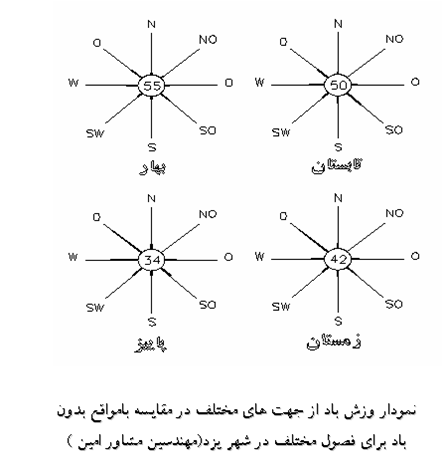 N N
O NO O NO
W 55 O W 50 O
SW SO SW SO
S S
بهار تابستان
N N
O NO O NO
W 34 O W 42 O
SW SO SW SO
S S
پاییز زمستان
نمودار وزش باد از جهت های مختلف در مقایسه بامواقع بدون
باد برای فصول مختلف در شهر یزد(مهندسین مشاور امین )